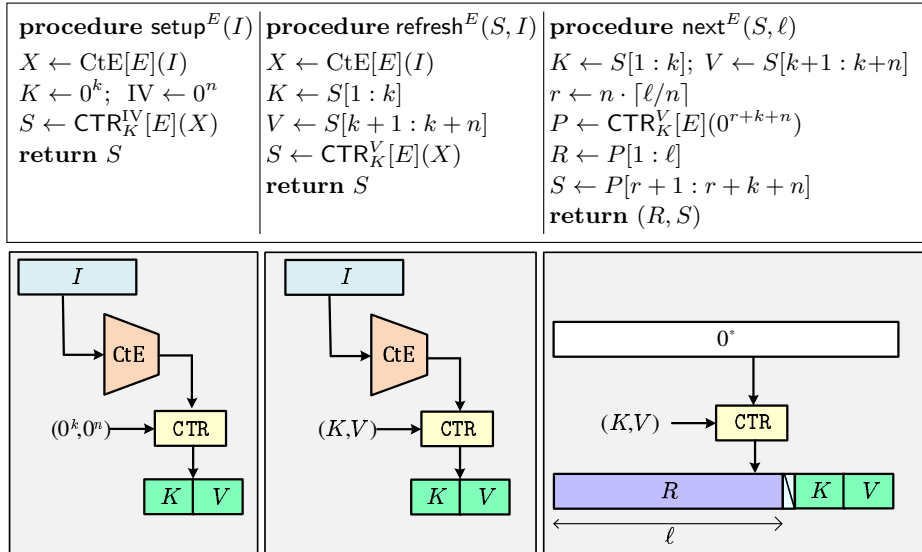 procedure setup^E(I)
X ← CtE[E](I)
K ← 0^k; IV ← 0^n
S ← CTR_K^IV[E](X)
return S
procedure refresh^E(S, I)
X ← CtE[E](I)
K ← S[1 : k]
V ← S[k + 1 : k + n]
S ← CTR_K^V[E](X)
return S
procedure next^E(S, ℓ)
K ← S[1 : k]; V ← S[k+1 : k+n]
r ← n · ⌈ℓ/n⌉
P ← CTR_K^V[E](0^{r+k+n})
R ← P[1 : ℓ]
S ← P[r + 1 : r + k + n]
return (R, S)
I
CtE
(0^k,0^n)
CTR
K V
I
CtE
(K,V)
CTR
K V
0^*
(K,V)
CTR
R K V
ℓ